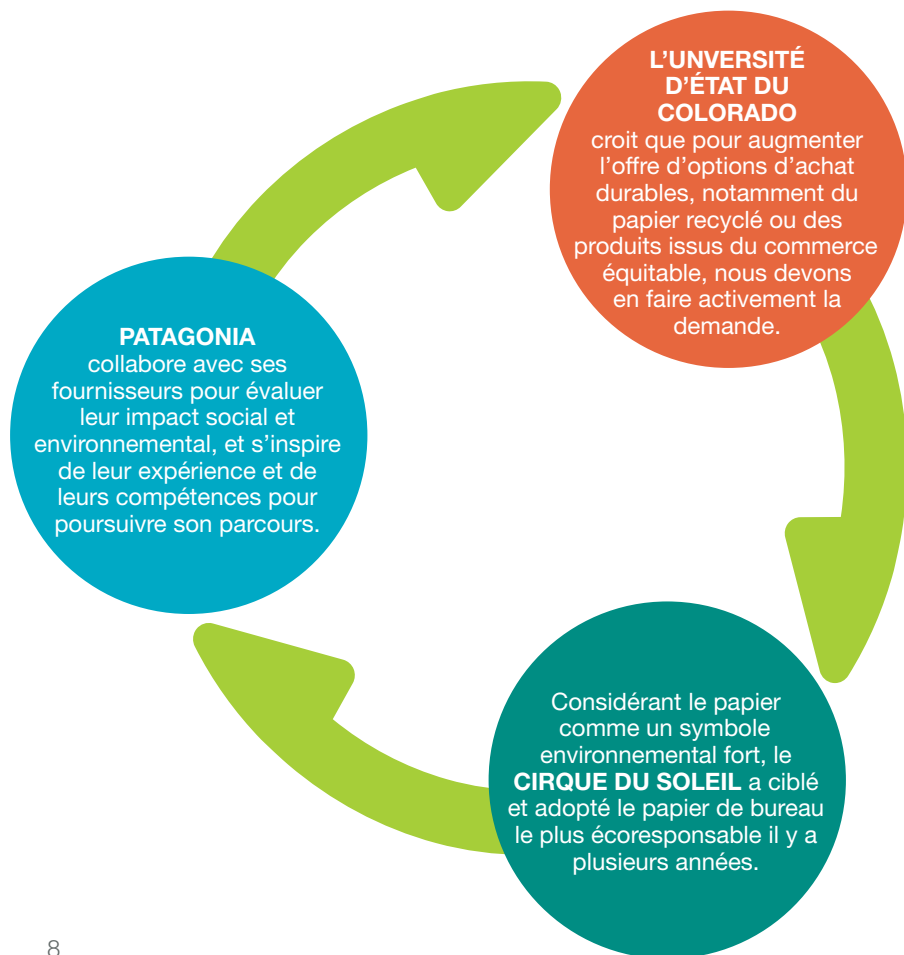 L’UNVERSITÉ
D’ÉTAT DU
COLORADO
croit que pour augmenter
l’offre d’options d’achat
durables, notamment du
papier recyclé ou des
produits issus du commerce
équitable, nous devons
en faire activement la
demande.
PATAGONIA
collabore avec ses
fournisseurs pour évaluer
leur impact social et
environnemental, et s’inspire
de leur expérience et de
leurs compétences pour
poursuivre son parcours.
Considérant le papier
comme un symbole
environnemental fort, le
CIRQUE DU SOLEIL a ciblé
et adopté le papier de bureau
le plus écoresponsable il y a
plusieurs années.
8